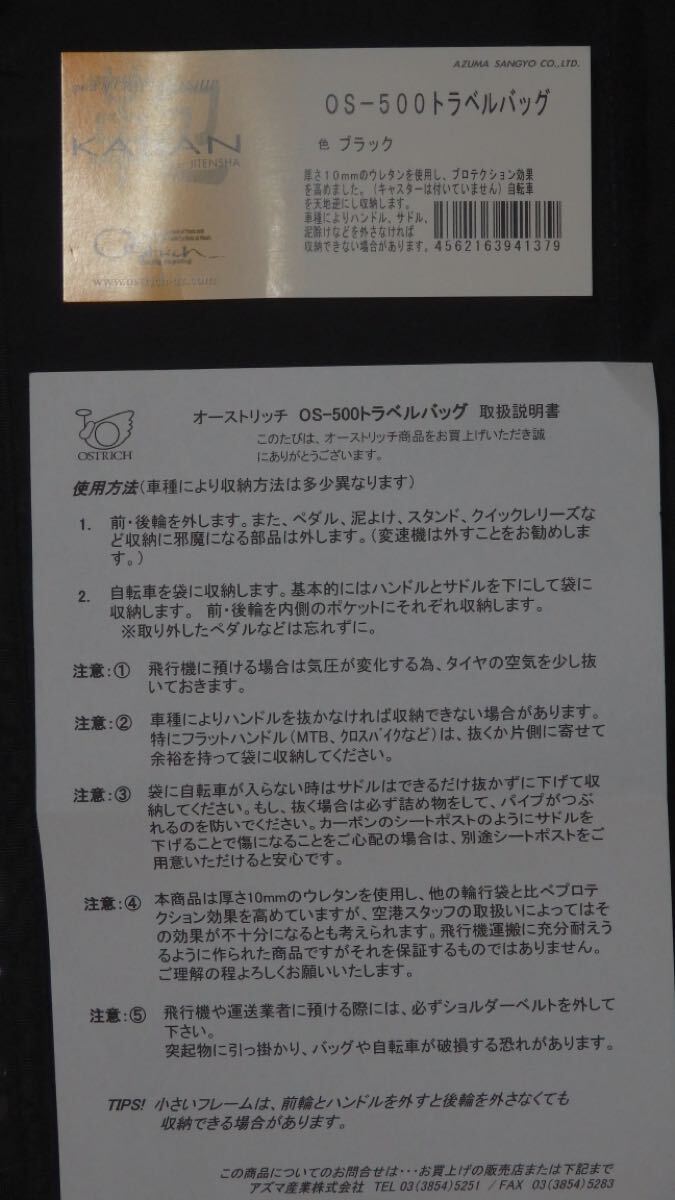 AZUMA SANGYO CO.,LTD.
OS-500トラベルバッグ
色 ブラック
KABAN
JITENSHA
厚さ10mmのウレタンを使用し、プロテクション効果
を高めました。(キャスターは付いていません)自転車
を天地逆にし収納します。
車種によりハンドル、サドル、
泥除けなどを外さなければ
収納できない場合があります。
4562163941379
Ostrich
www.ostrich-az.com
OSTRICH
オーストリッチ OS-500トラベルバッグ 取扱説明書
このたびは、オーストリッチ商品をお買上げいただき誠
にありがとうございます。
使用方法(車種により収納方法は多少異なります)
1. 前・後輪を外します。また、ペダル、泥よけ、スタンド、クイックレリーズな
ど収納に邪魔になる部品は外します。(変速機は外すことをお勧めしま
す。)
2. 自転車を袋に収納します。基本的にはハンドルとサドルを下にして袋に
収納します。 前・後輪を内側のポケットにそれぞれ収納します。
※取り外したペダルなどは忘れずに。
注意:① 飛行機に預ける場合は気圧が変化する為、タイヤの空気を少し抜
いておきます。
注意:② 車種によりハンドルを抜かなければ収納できない場合があります。
特にフラットハンドル(MTB、クロスバイクなど)は、抜くか片側に寄せて
余裕を持って袋に収納してください。
注意:③ 袋に自転車が入らない時はサドルはできるだけ抜かずに下げて収
納してください。もし、抜く場合は必ず詰め物をして、パイプがつぶ
れるのを防いでください。カーボンのシートポストのようにサドルを
下げることで傷になることをご心配の場合は、別途シートポストをご
用意いただけると安心です。
注意:④ 本商品は厚さ10mmのウレタンを使用し、他の輪行袋と比べプロテ
クション効果を高めていますが、空港スタッフの取扱いによってはそ
の効果が不十分になるとも考えられます。飛行機運搬に充分耐えう
るように作られた商品ですがそれを保証するものではありません。
ご理解の程よろしくお願いいたします。
注意:⑤ 飛行機や運送業者に預ける際には、必ずショルダーベルトを外して
下さい。
突起物に引っ掛かり、バッグや自転車が破損する恐れがあります。
TIPS! 小さいフレームは、前輪とハンドルを外すと後輪を外さなくても
収納できる場合があります。
この商品についてのお問合せは・・・お買上げの販売店または下記まで
アズマ産業株式会社 TEL 03(3854)5251 / FAX 03(3854)5283